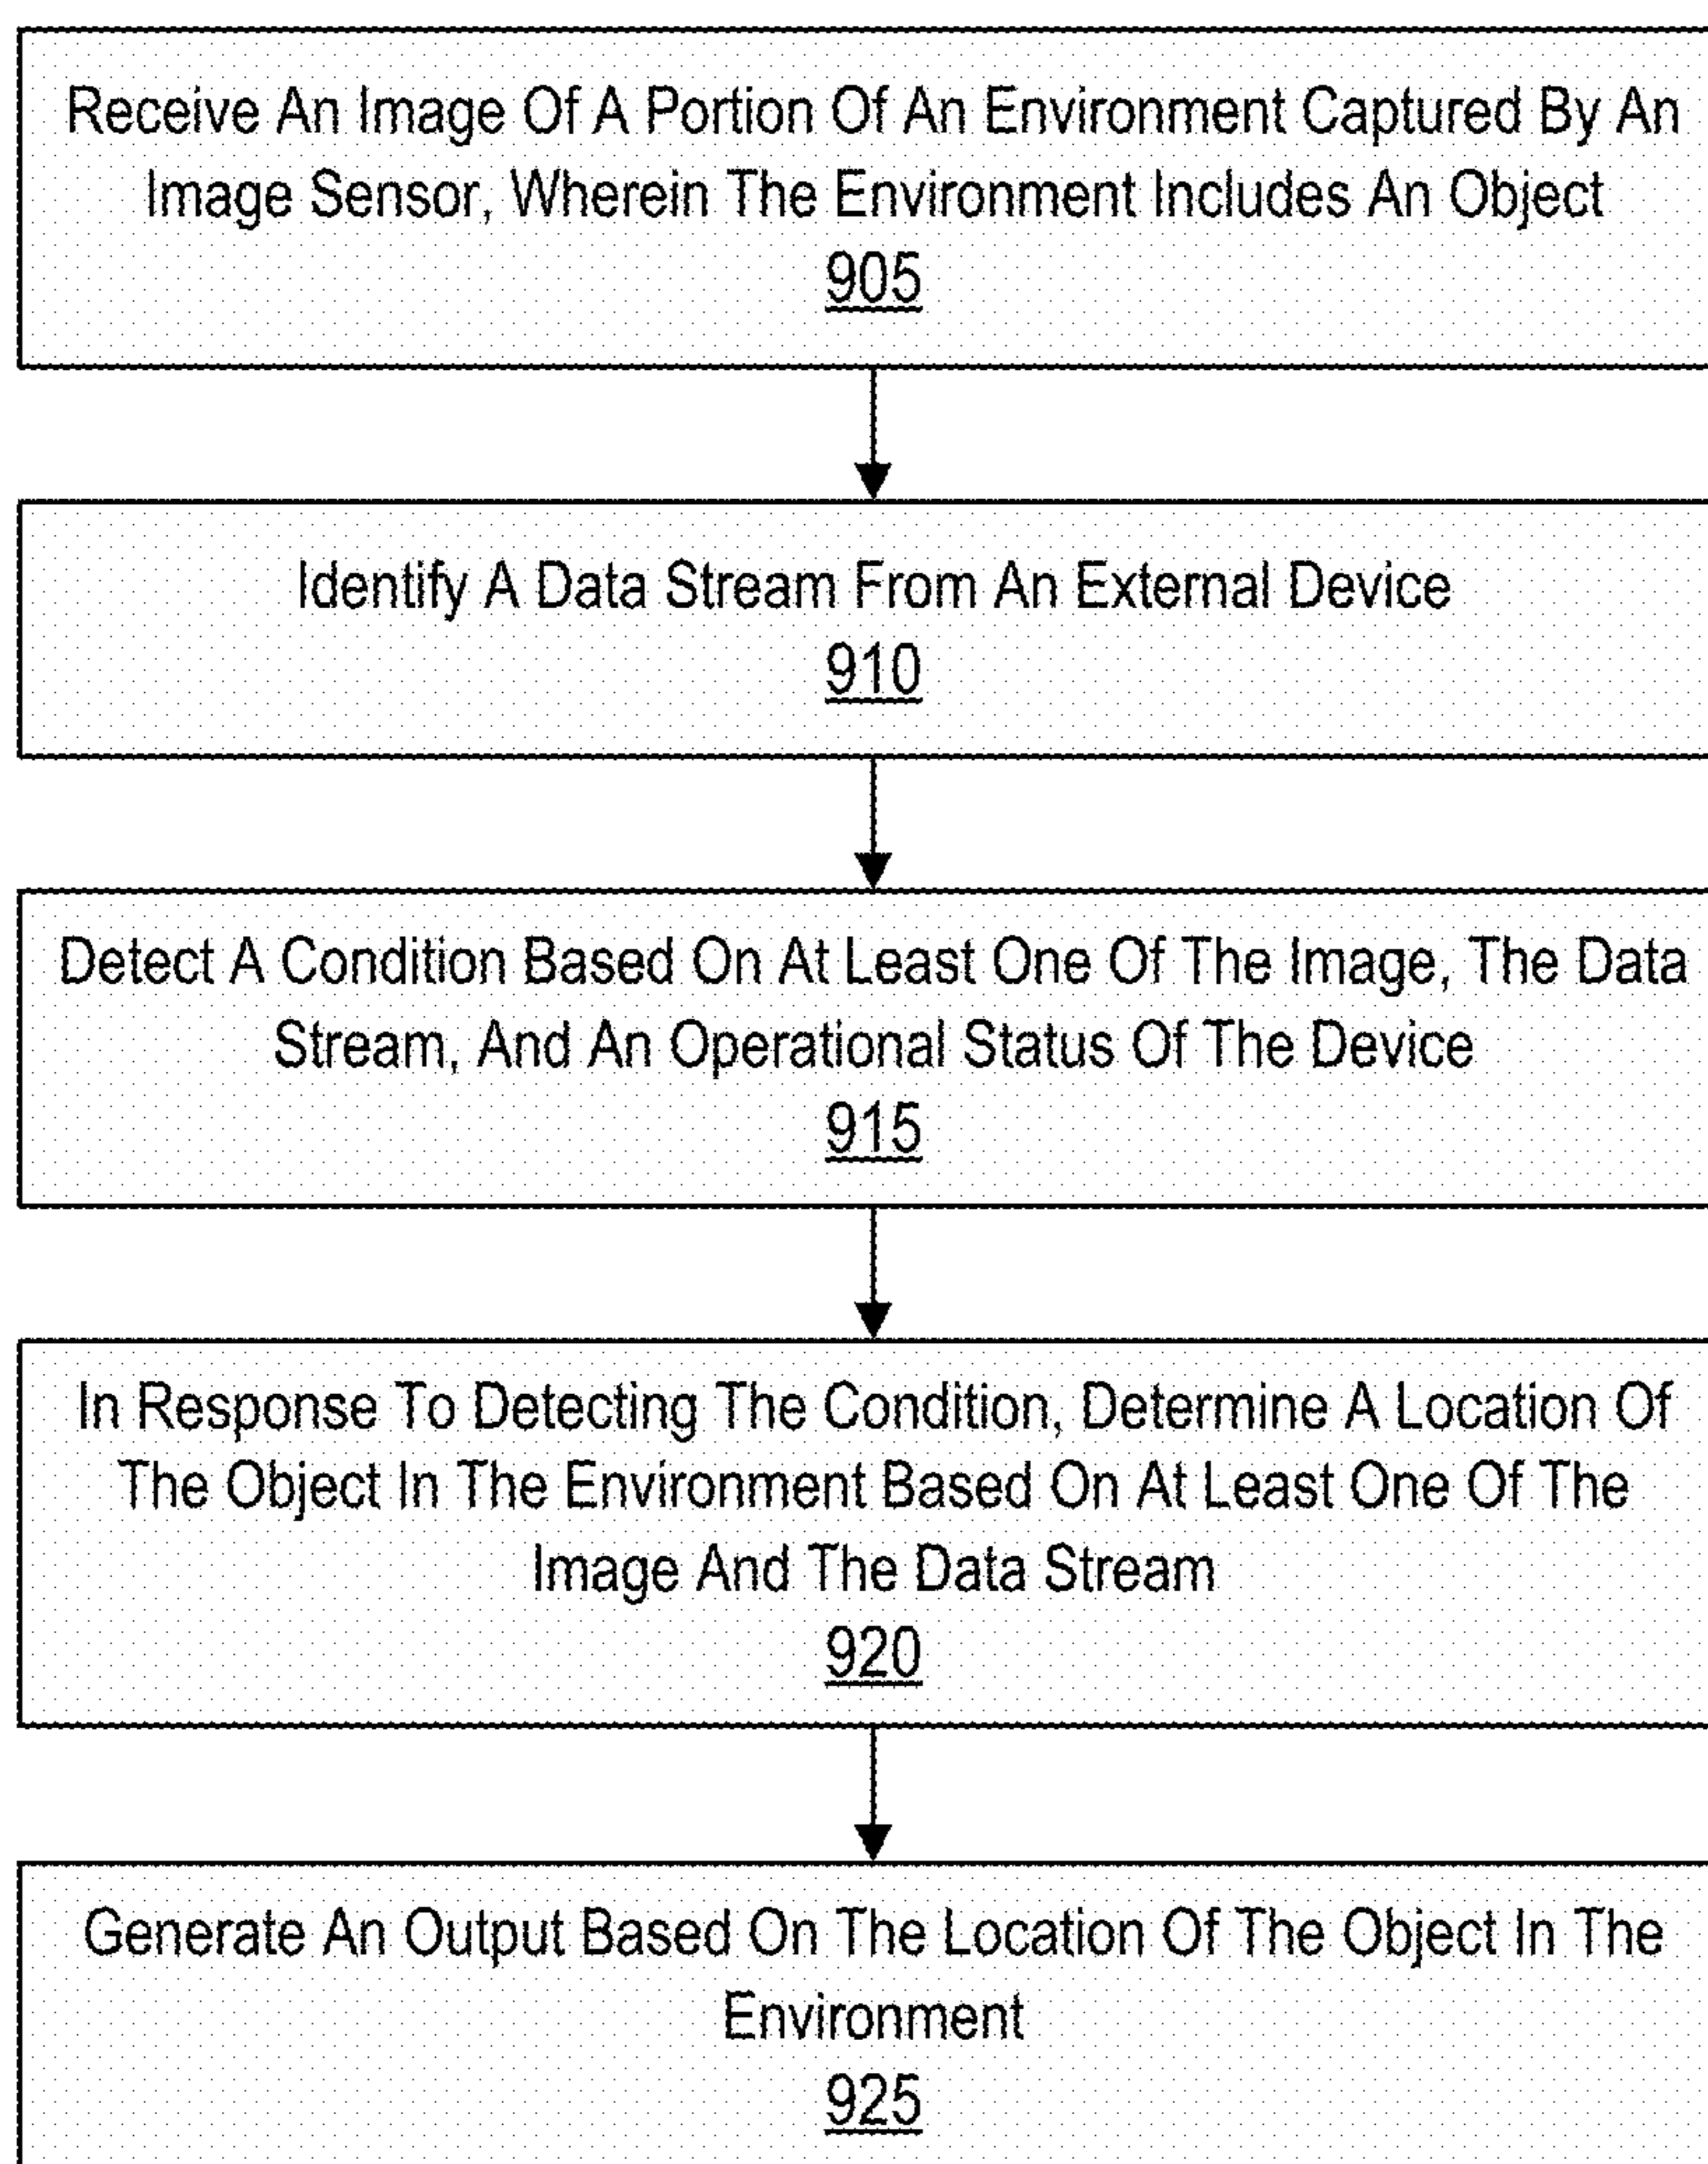 Receive An Image Of A Portion Of An Environment Captured By An
Image Sensor, Wherein The Environment Includes An Object
905
Identify A Data Stream From An External Device
910
Detect A Condition Based On At Least One Of The Image, The Data
Stream, And An Operational Status Of The Device
915
In Response To Detecting The Condition, Determine A Location Of
The Object In The Environment Based On At Least One Of The
Image And The Data Stream
920
Generate An Output Based On The Location Of The Object In The
Environment
925